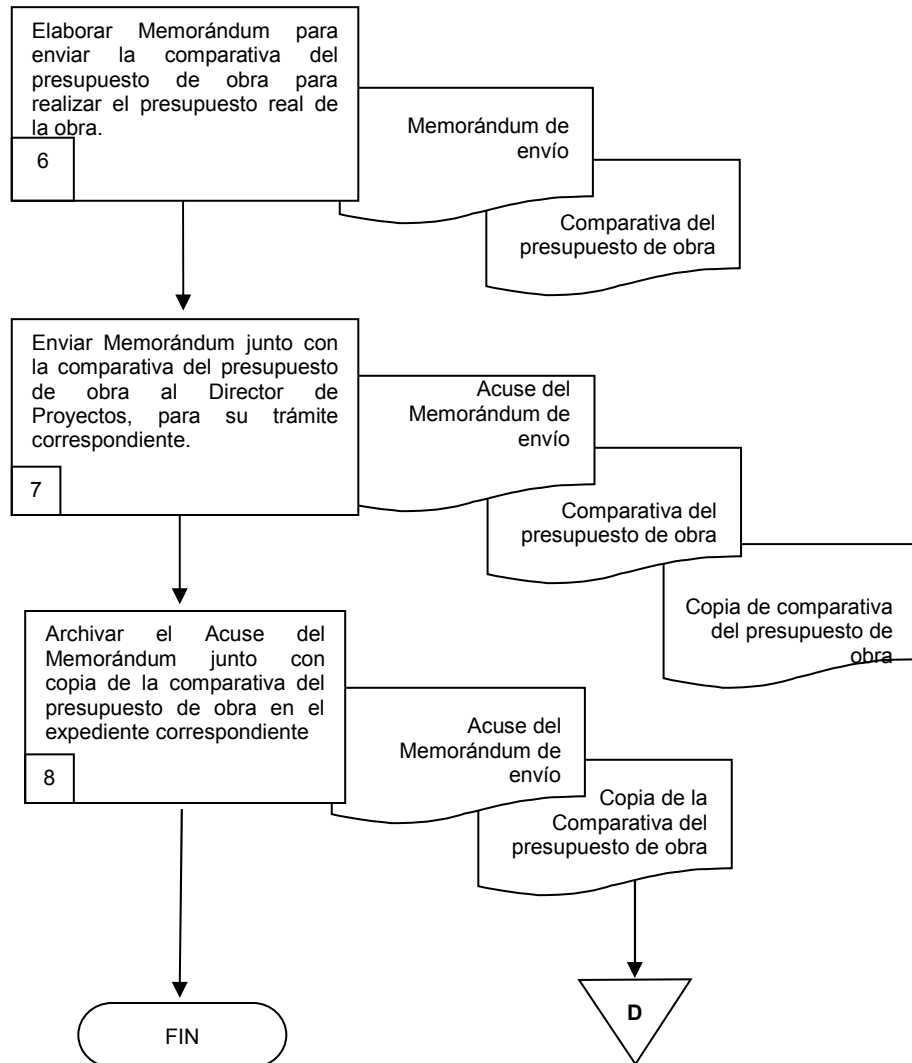 Elaborar Memorándum para
enviar la comparativa del
presupuesto de obra para
realizar el presupuesto real de
la obra.
6
Memorándum de
envío
Comparativa del
presupuesto de obra
Enviar Memorándum junto con
la comparativa del presupuesto
de obra al Director de
Proyectos, para su trámite
correspondiente.
7
Acuse del
Memorándum de
envío
Comparativa del
presupuesto de obra
Copia de comparativa
del presupuesto de
obra
Archivar el Acuse del
Memorándum junto con
copia de la comparativa del
presupuesto de obra en el
expediente correspondiente
8
Acuse del
Memorándum de
envío
Copia de la
Comparativa del
presupuesto de obra
FIN
D